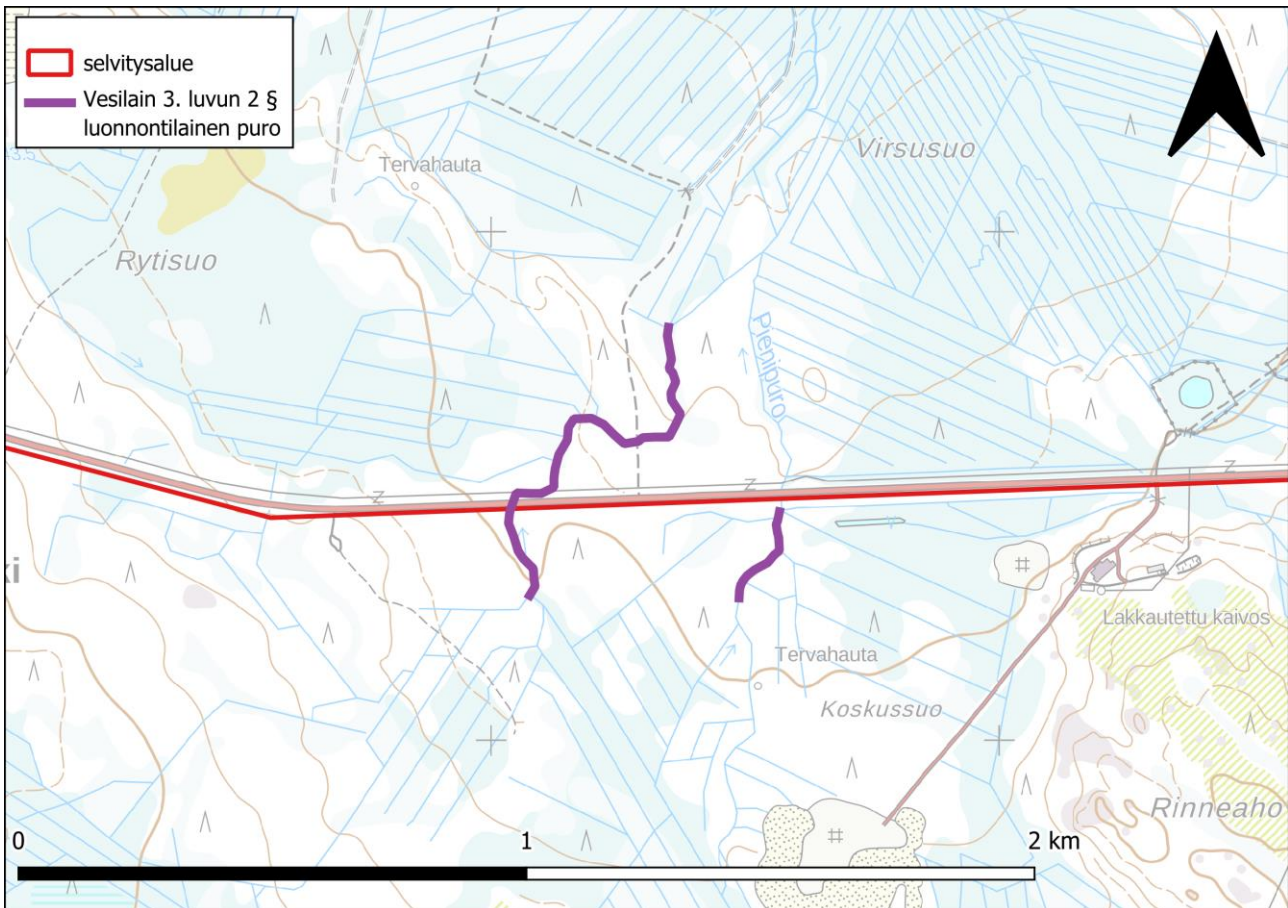 selvitysalue
Vesilain 3. luvun 2 §
luonnontilainen puro
Tervahauta
Virsusuo
Rytisuo
Pienipuro
z
z
z
Lakkautettu kaivos
Tervahauta
Koskussuo
Rinneaho
0
1
2 km